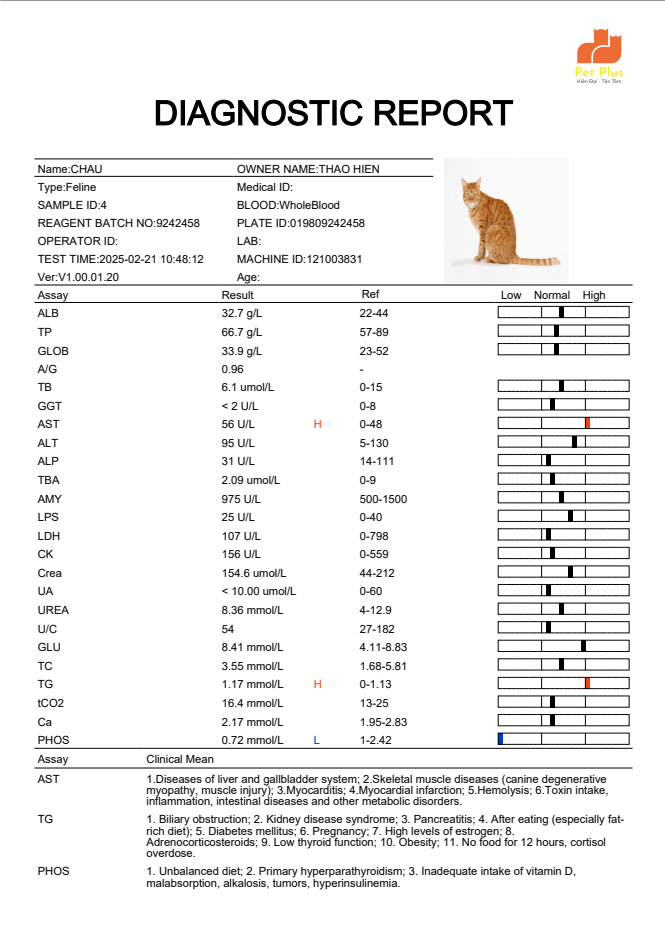 Pet Plus
Hiện Đại - Tận Tâm
DIAGNOSTIC REPORT
Name:CHAU OWNER NAME:THAO HIEN
Type:Feline Medical ID:
SAMPLE ID:4 BLOOD:WholeBlood
REAGENT BATCH NO:9242458 PLATE ID:019809242458
OPERATOR ID: LAB:
TEST TIME:2025-02-21 10:48:12 MACHINE ID:121003831
Ver:V1.00.01.20 Age:
Assay Result Ref Low Normal High
ALB 32.7 g/L 22-44
TP 66.7 g/L 57-89
GLOB 33.9 g/L 23-52
A/G 0.96 -
TB 6.1 umol/L 0-15
GGT < 2 U/L 0-8
AST 56 U/L H 0-48
ALT 95 U/L 5-130
ALP 31 U/L 14-111
TBA 2.09 umol/L 0-9
AMY 975 U/L 500-1500
LPS 25 U/L 0-40
LDH 107 U/L 0-798
CK 156 U/L 0-559
Crea 154.6 umol/L 44-212
UA < 10.00 umol/L 0-60
UREA 8.36 mmol/L 4-12.9
U/C 54 27-182
GLU 8.41 mmol/L 4.11-8.83
TC 3.55 mmol/L 1.68-5.81
TG 1.17 mmol/L H 0-1.13
tCO2 16.4 mmol/L 13-25
Ca 2.17 mmol/L 1.95-2.83
PHOS 0.72 mmol/L L 1-2.42
Assay Clinical Mean
AST 1.Diseases of liver and gallbladder system; 2.Skeletal muscle diseases (canine degenerative
myopathy, muscle injury); 3.Myocarditis; 4.Myocardial infarction; 5.Hemolysis; 6.Toxin intake,
inflammation, intestinal diseases and other metabolic disorders.
TG 1. Biliary obstruction; 2. Kidney disease syndrome; 3. Pancreatitis; 4. After eating (especially fat-
rich diet); 5. Diabetes mellitus; 6. Pregnancy; 7. High levels of estrogen; 8.
Adrenocorticosteroids; 9. Low thyroid function; 10. Obesity; 11. No food for 12 hours, cortisol
overdose.
PHOS 1. Unbalanced diet; 2. Primary hyperparathyroidism; 3. Inadequate intake of vitamin D,
malabsorption, alkalosis, tumors, hyperinsulinemia.